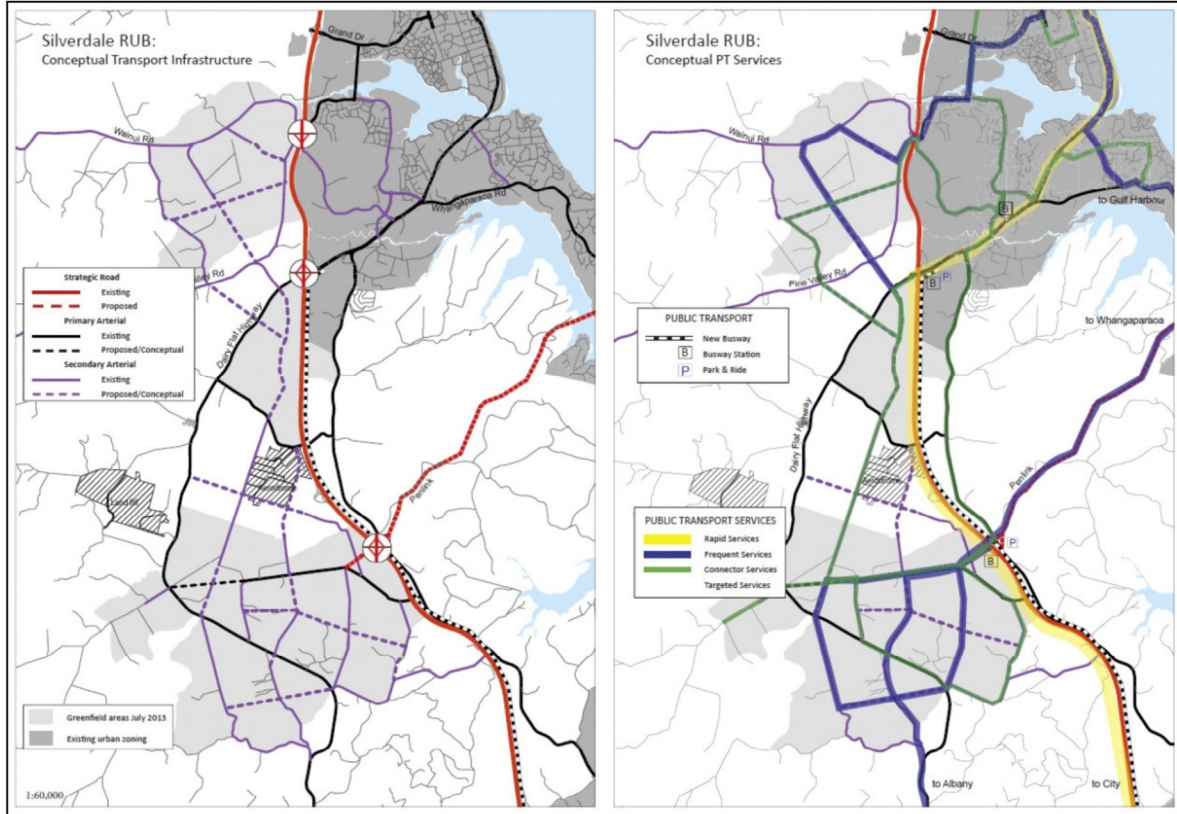 Silverdale RUB:
Conceptual Transport Infrastructure
Grand Dr
Wainui Rd
Whangaparaoa Rd
Strategic Road
Existing
Proposed
Primary Arterial
Existing
Proposed/Conceptual
Secondary Arterial
Existing
Proposed/Conceptual
Valley Rd
Dairy Flat Highway
Penlink
Greenfield areas July 2013
Existing urban zoning
1:60,000
Silverdale RUB:
Conceptual PT Services
Grand Dr
Wainui Rd
to Gulf Harbour
B
Pine Valley Rd
P
B
PUBLIC TRANSPORT
New Busway
B Busway Station
P Park & Ride
to Whangaparaoa
Dairy Flat Highway
Penlink
PUBLIC TRANSPORT SERVICES
Rapid Services
Frequent Services
Connector Services
Targeted Services
P
B
to Albany
to City